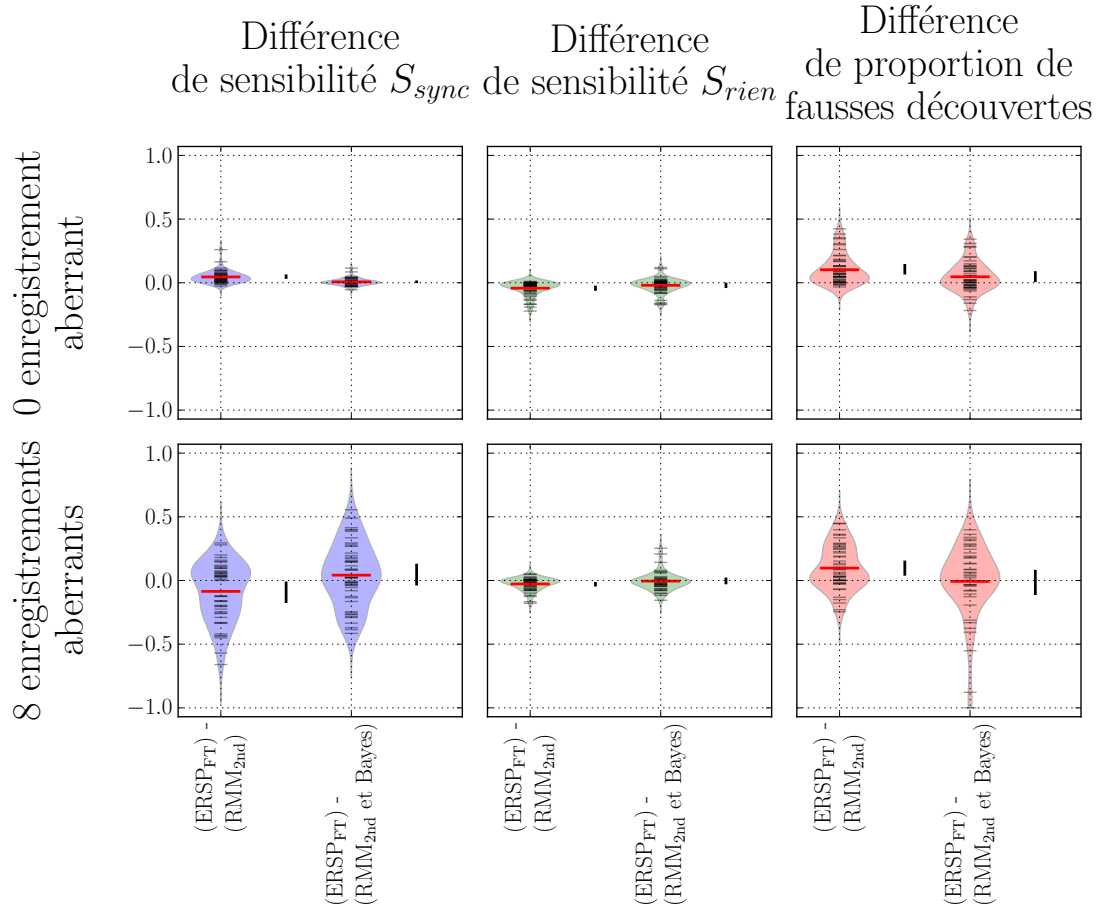 Différence
de sensibilité S_sync
Différence
de sensibilité S_rien
Différence
de proportion de
fausses découvertes
0 enregistrement
aberrant
1.0
0.5
0.0
−0.5
−1.0
8 enregistrements
aberrants
1.0
0.5
0.0
−0.5
−1.0
(ERSP_FT) -
(RMM_2nd)
(ERSP_FT) -
(RMM_2nd et Bayes)
(ERSP_FT) -
(RMM_2nd)
(ERSP_FT) -
(RMM_2nd et Bayes)
(ERSP_FT) -
(RMM_2nd)
(ERSP_FT) -
(RMM_2nd et Bayes)